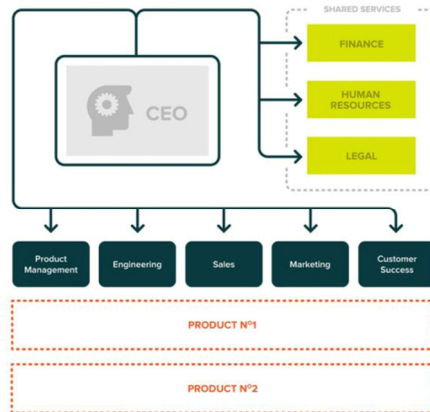 SHARED SERVICES
FINANCE
CEO
HUMAN
RESOURCES
LEGAL
Product
Management
Engineering
Sales
Marketing
Customer
Success
PRODUCT Nº1
PRODUCT Nº2